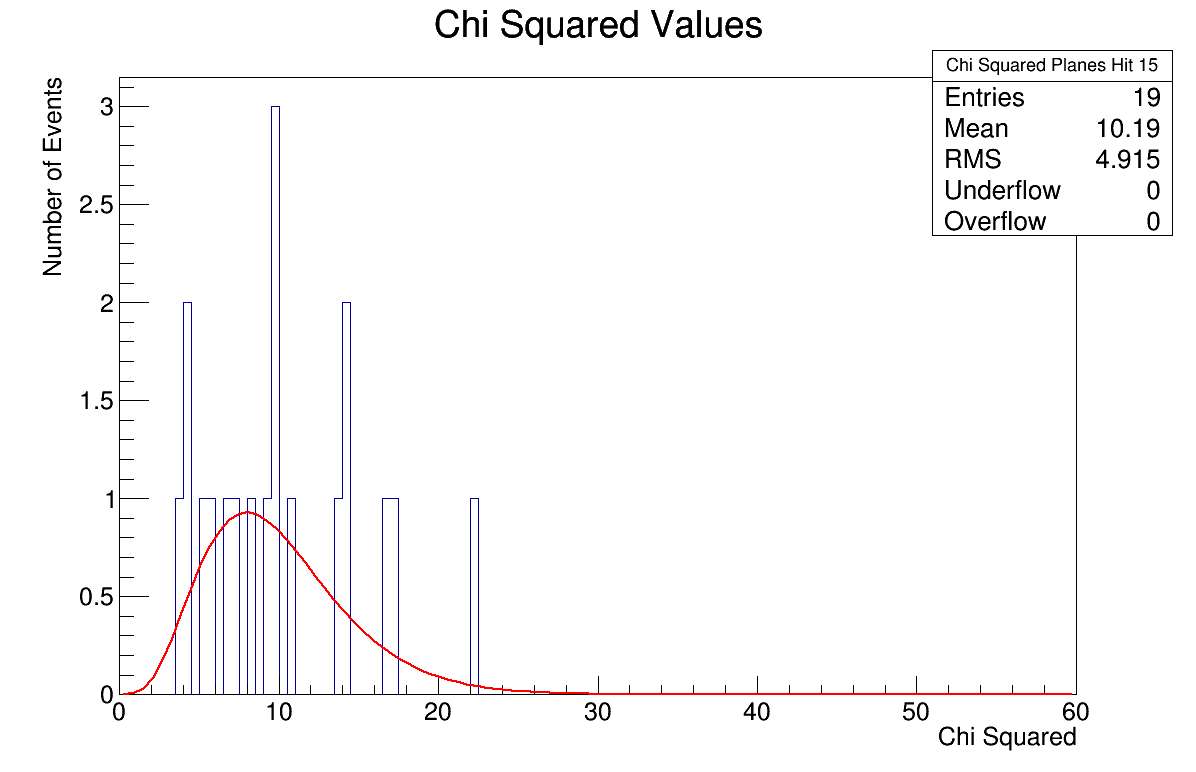 Chi Squared Values
Chi Squared Planes Hit 15
Entries 19
Mean 10.19
RMS 4.915
Underflow 0
Overflow 0
Number of Events
3
2.5
2
1.5
1
0.5
0
0 10 20 30 40 50 60
Chi Squared